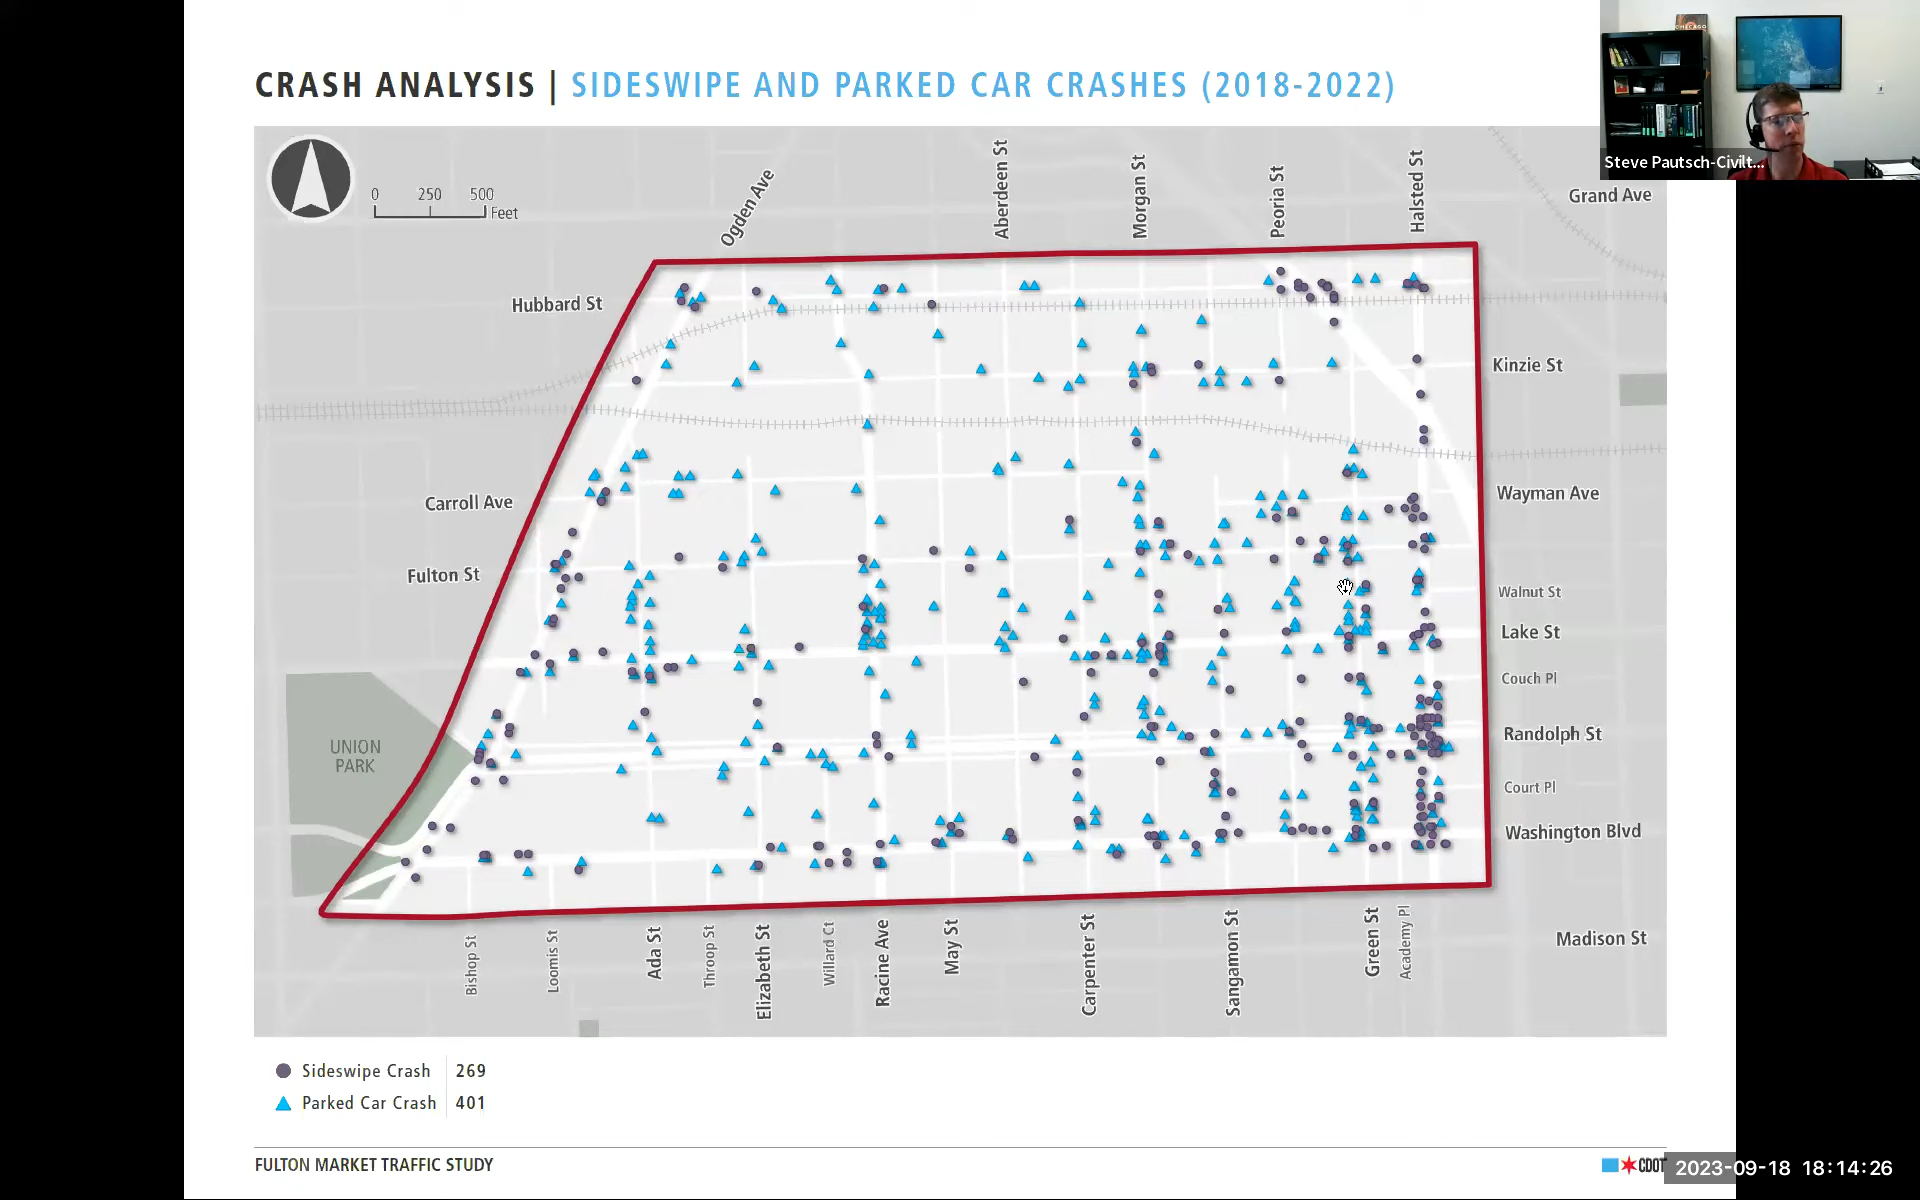 CRASH ANALYSIS | SIDESWIPE AND PARKED CAR CRASHES (2018-2022)
Steve Pautsch-Civilt...
0 250 500
Feet
Ogden Ave
Aberdeen St
Morgan St
Peoria St
Halsted St
Grand Ave
Hubbard St
Kinzie St
Carroll Ave
Wayman Ave
Fulton St
Walnut St
Lake St
Couch Pl
UNION
PARK
Randolph St
Court Pl
Washington Blvd
Madison St
Bishop St
Loomis St
Ada St
Throop St
Elizabeth St
Willard Ct
Racine Ave
May St
Carpenter St
Sangamon St
Green St
Academy Pl
Sideswipe Crash 269
Parked Car Crash 401
FULTON MARKET TRAFFIC STUDY
CDOT
2023-09-18 18:14:26